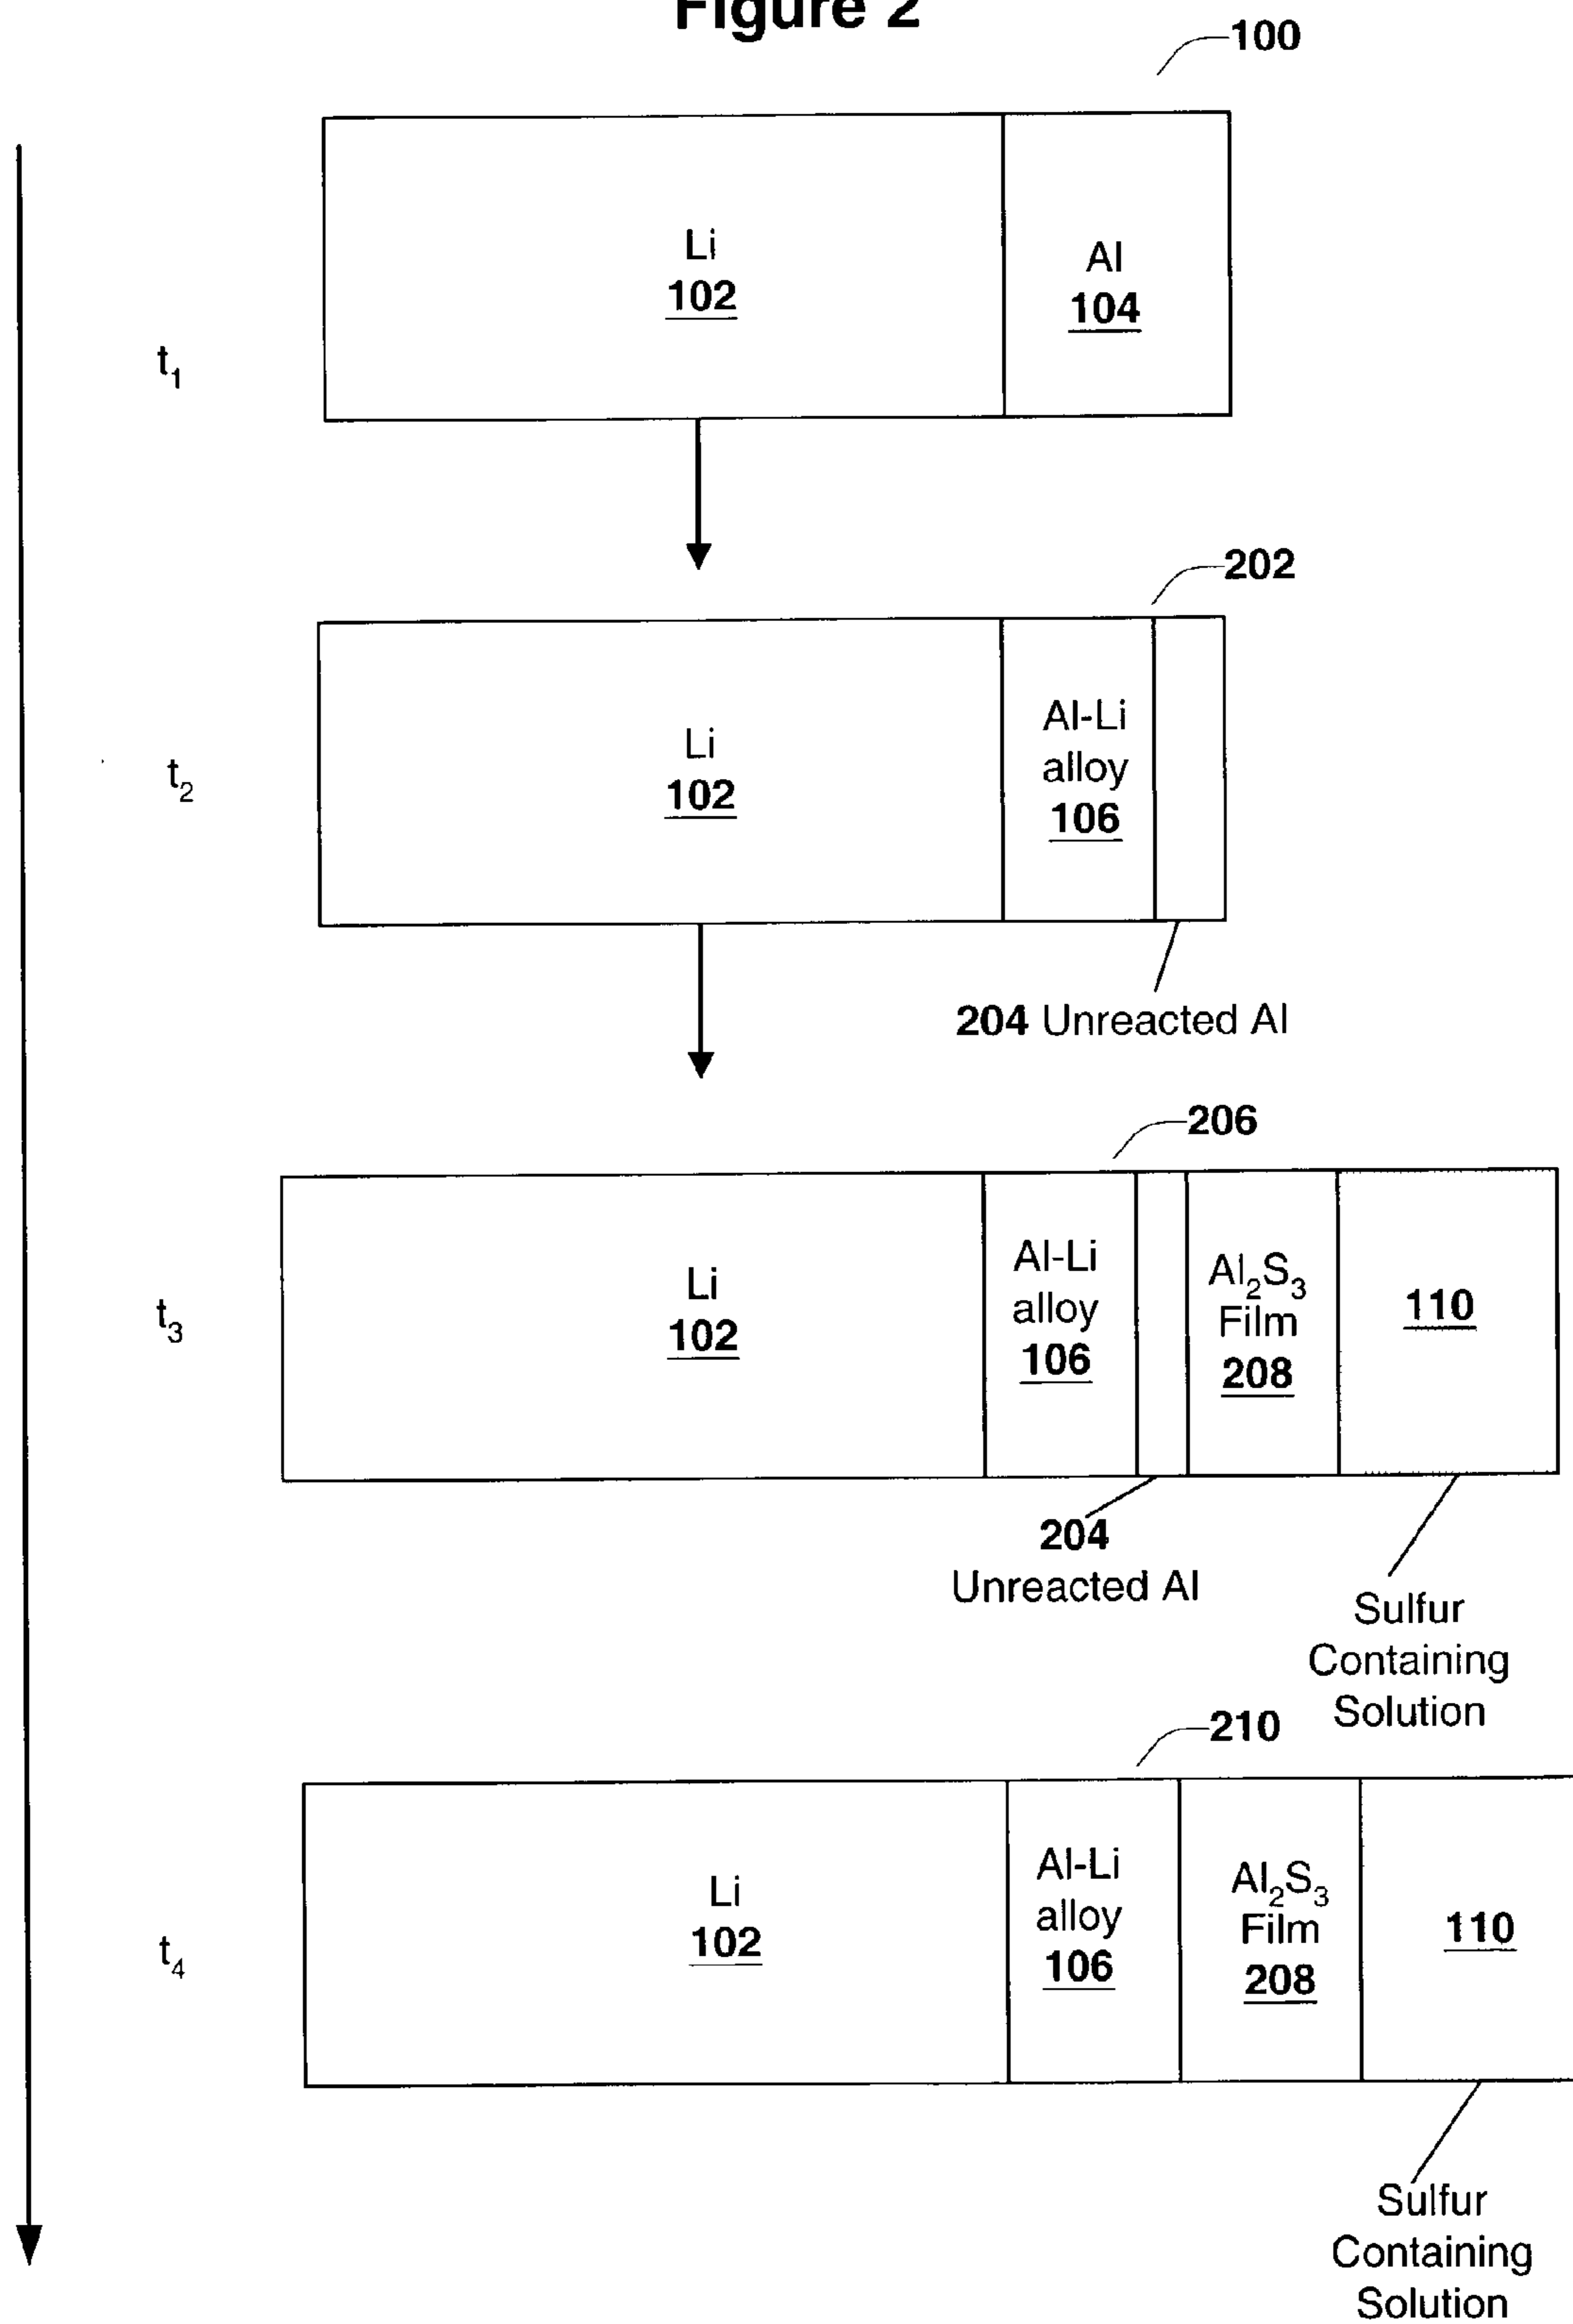 Figure 2
100
Li
102
Al
104
t₁
202
Li
102
Al-Li
alloy
106
t₂
204 Unreacted Al
206
Li
102
Al-Li
alloy
106
Al₂S₃
Film
208
110
t₃
204
Unreacted Al
Sulfur
Containing
Solution
210
Li
102
Al-Li
alloy
106
Al₂S₃
Film
208
110
t₄
Sulfur
Containing
Solution